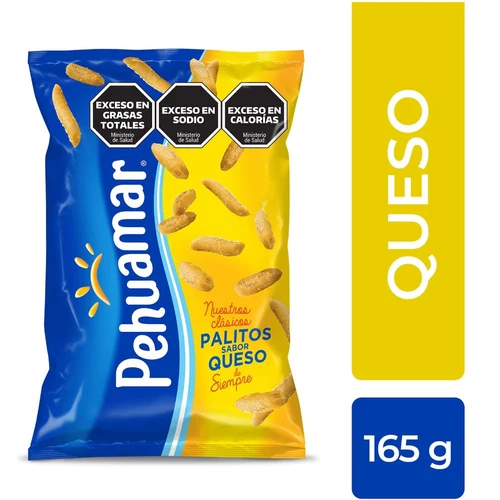 EXCESO EN
GRASAS
TOTALES
Ministerio
de Salud
EXCESO EN
SODIO
Ministerio
de Salud
EXCESO EN
CALORÍAS
Ministerio
de Salud
Pehuamar®
Nuestros
clásicos
PALITOS
SABOR
QUESO
de
Siempre
QUESO
165 g